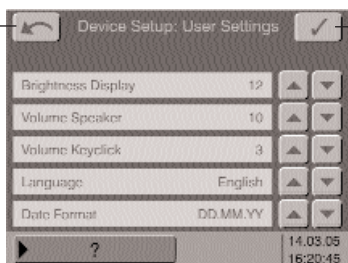 Device Setup: User Settings
Brightness Display 12
Volume Speaker 10
Volume Keyclick 3
Language English
Date Format DD.MM.YY
?
14.03.05
16:20:45